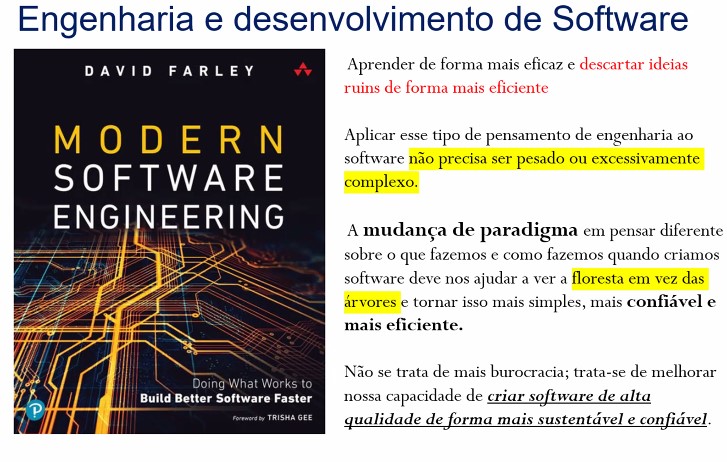 Engenharia e desenvolvimento de Software
DAVID FARLEY
MODERN
SOFTWARE
ENGINEERING
Doing What Works to
Build Better Software Faster
Foreword by TRISHA GEE
P
Aprender de forma mais eficaz e descartar ideias
ruins de forma mais eficiente
Aplicar esse tipo de pensamento de engenharia ao
software não precisa ser pesado ou excessivamente
complexo.
A mudança de paradigma em pensar diferente
sobre o que fazemos e como fazemos quando criamos
software deve nos ajudar a ver a floresta em vez das
árvores e tornar isso mais simples, mais confiável e
mais eficiente.
Não se trata de mais burocracia; trata-se de melhorar
nossa capacidade de criar software de alta
qualidade de forma mais sustentável e confiável.